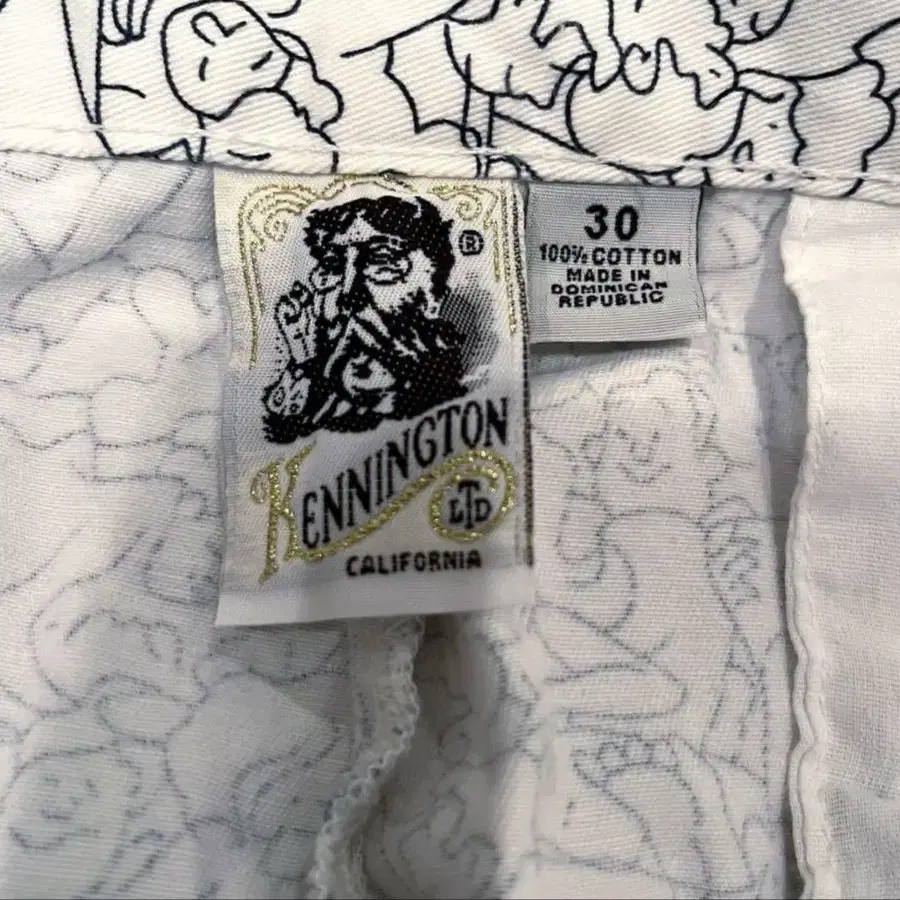 ®
KENNINGTON
LTD
CALIFORNIA
30
100% COTTON
MADE IN
DOMINICAN
REPUBLIC